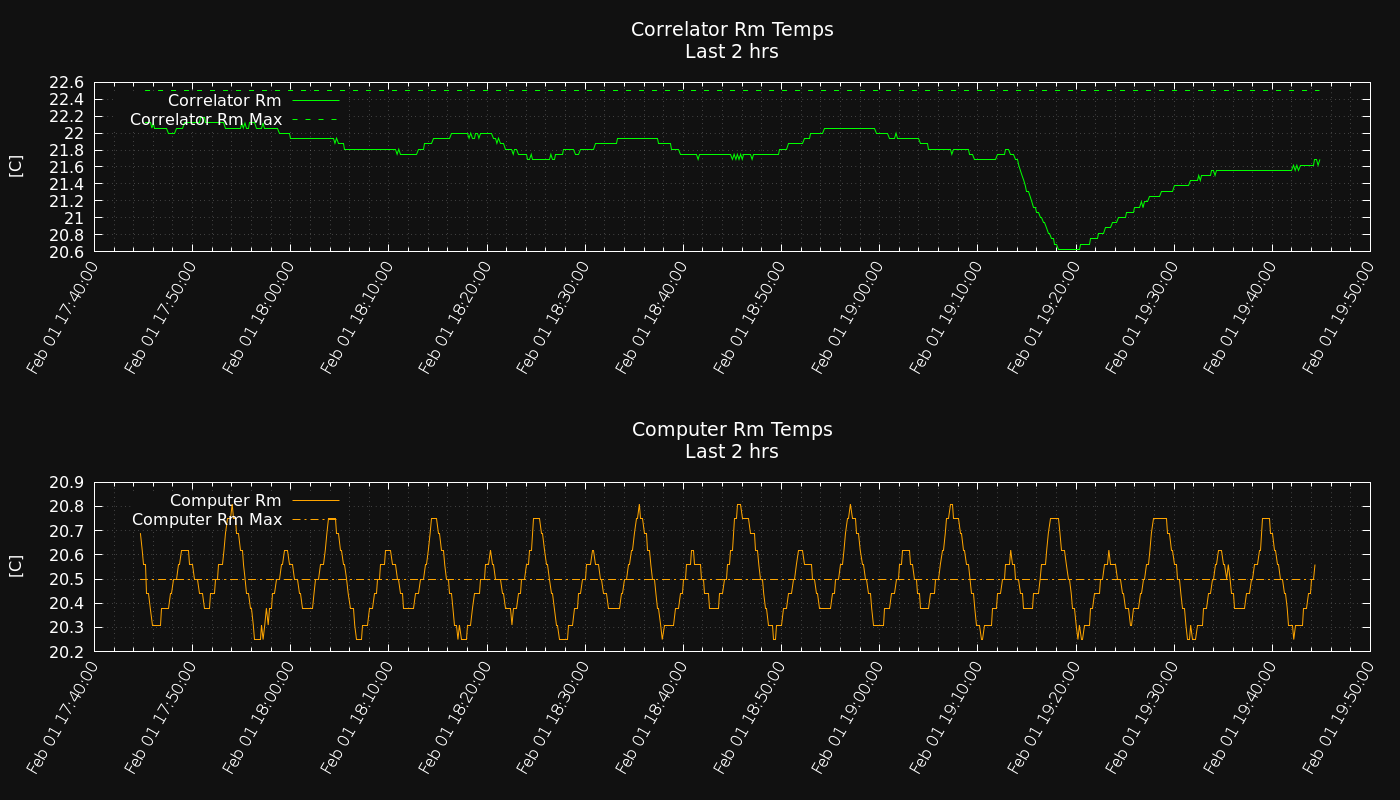 Correlator Rm Temps
Last 2 hrs
22.6
22.4
22.2
22
21.8
21.6
21.4
21.2
21
20.8
20.6
[C]
Correlator Rm
Correlator Rm Max
Feb 01 17:40:00
Feb 01 17:50:00
Feb 01 18:00:00
Feb 01 18:10:00
Feb 01 18:20:00
Feb 01 18:30:00
Feb 01 18:40:00
Feb 01 18:50:00
Feb 01 19:00:00
Feb 01 19:10:00
Feb 01 19:20:00
Feb 01 19:30:00
Feb 01 19:40:00
Feb 01 19:50:00
Computer Rm Temps
Last 2 hrs
20.9
20.8
20.7
20.6
20.5
20.4
20.3
20.2
[C]
Computer Rm
Computer Rm Max
Feb 01 17:40:00
Feb 01 17:50:00
Feb 01 18:00:00
Feb 01 18:10:00
Feb 01 18:20:00
Feb 01 18:30:00
Feb 01 18:40:00
Feb 01 18:50:00
Feb 01 19:00:00
Feb 01 19:10:00
Feb 01 19:20:00
Feb 01 19:30:00
Feb 01 19:40:00
Feb 01 19:50:00